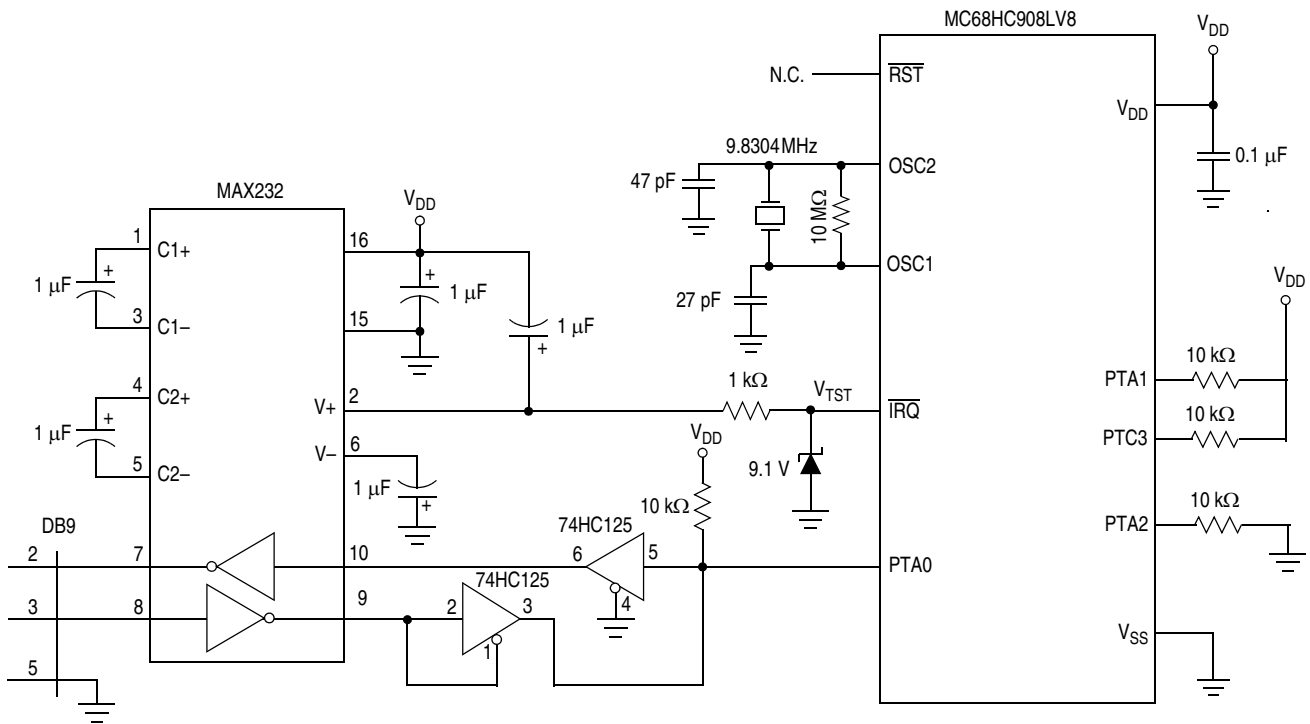 MC68HC908LV8
V_DD
N.C.
RST
V_DD
9.8304MHz
0.1 µF
OSC2
47 pF
MAX232
V_DD
10 MΩ
1
C1+
16
OSC1
1 µF
+
+
1 µF
27 pF
V_DD
3
C1–
15
1 µF
+
10 kΩ
1 kΩ
V_TST
PTA1
4
C2+
V+
2
IRQ
10 kΩ
PTC3
1 µF
+
V–
6
V_DD
9.1 V
5
C2–
1 µF
+
10 kΩ
10 kΩ
PTA2
DB9
74HC125
2
7
10
6
5
PTA0
74HC125
4
3
8
9
2
3
1
V_SS
5